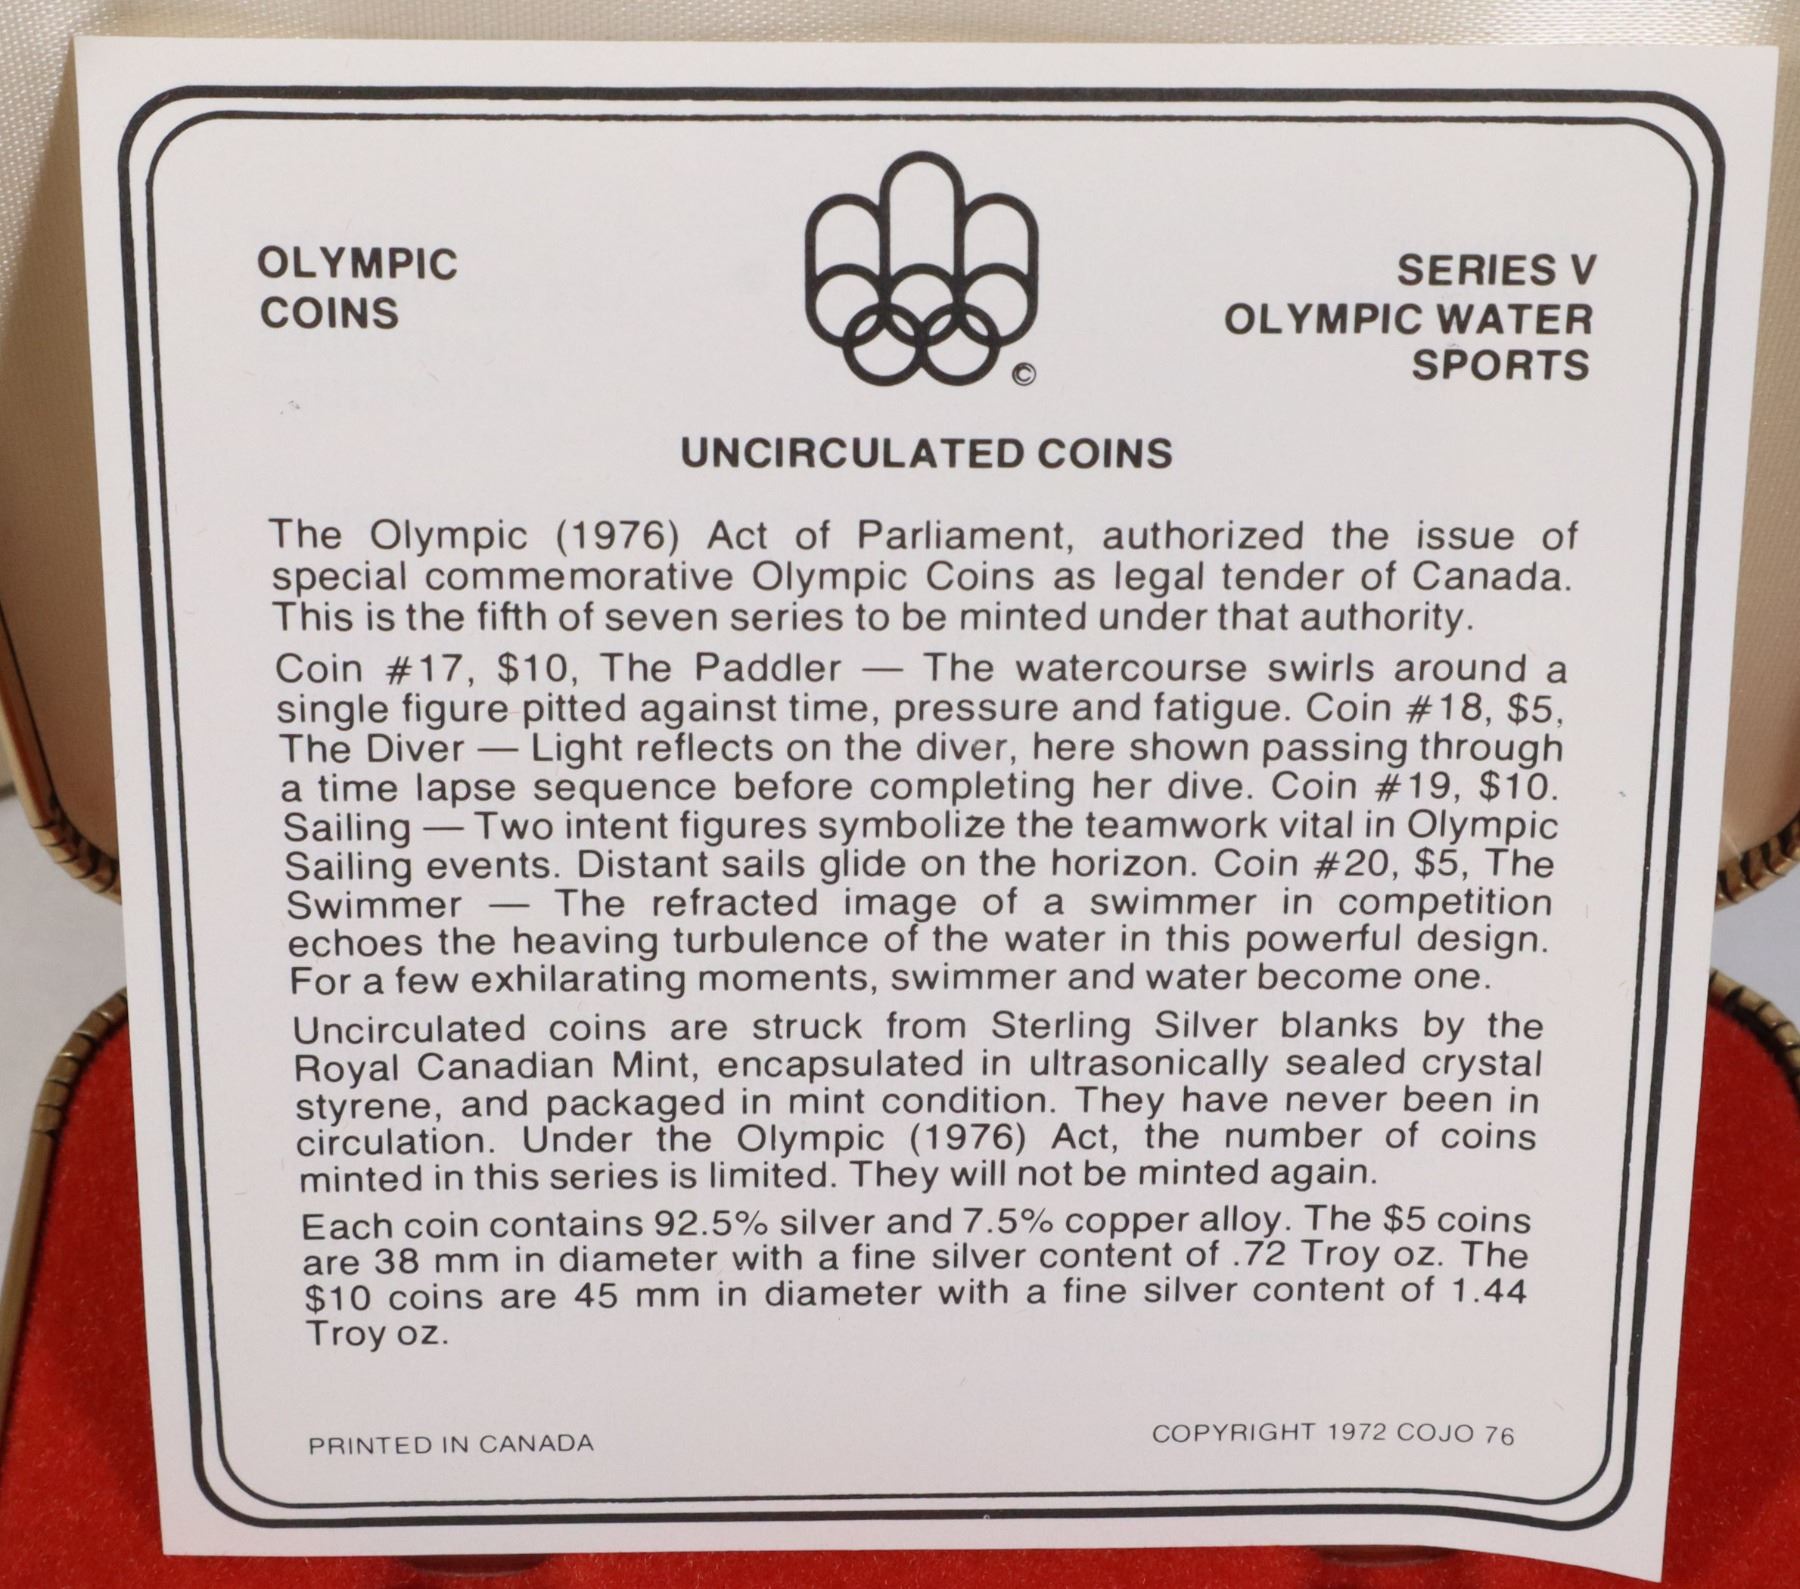 OLYMPIC
COINS
©
SERIES V
OLYMPIC WATER
SPORTS
UNCIRCULATED COINS
The Olympic (1976) Act of Parliament, authorized the issue of
special commemorative Olympic Coins as legal tender of Canada.
This is the fifth of seven series to be minted under that authority.
Coin #17, $10, The Paddler — The watercourse swirls around a
single figure pitted against time, pressure and fatigue. Coin #18, $5,
The Diver — Light reflects on the diver, here shown passing through
a time lapse sequence before completing her dive. Coin #19, $10.
Sailing — Two intent figures symbolize the teamwork vital in Olympic
Sailing events. Distant sails glide on the horizon. Coin #20, $5, The
Swimmer — The refracted image of a swimmer in competition
echoes the heaving turbulence of the water in this powerful design.
For a few exhilarating moments, swimmer and water become one.
Uncirculated coins are struck from Sterling Silver blanks by the
Royal Canadian Mint, encapsulated in ultrasonically sealed crystal
styrene, and packaged in mint condition. They have never been in
circulation. Under the Olympic (1976) Act, the number of coins
minted in this series is limited. They will not be minted again.
Each coin contains 92.5% silver and 7.5% copper alloy. The $5 coins
are 38 mm in diameter with a fine silver content of .72 Troy oz. The
$10 coins are 45 mm in diameter with a fine silver content of 1.44
Troy oz.
PRINTED IN CANADA
COPYRIGHT 1972 COJO 76